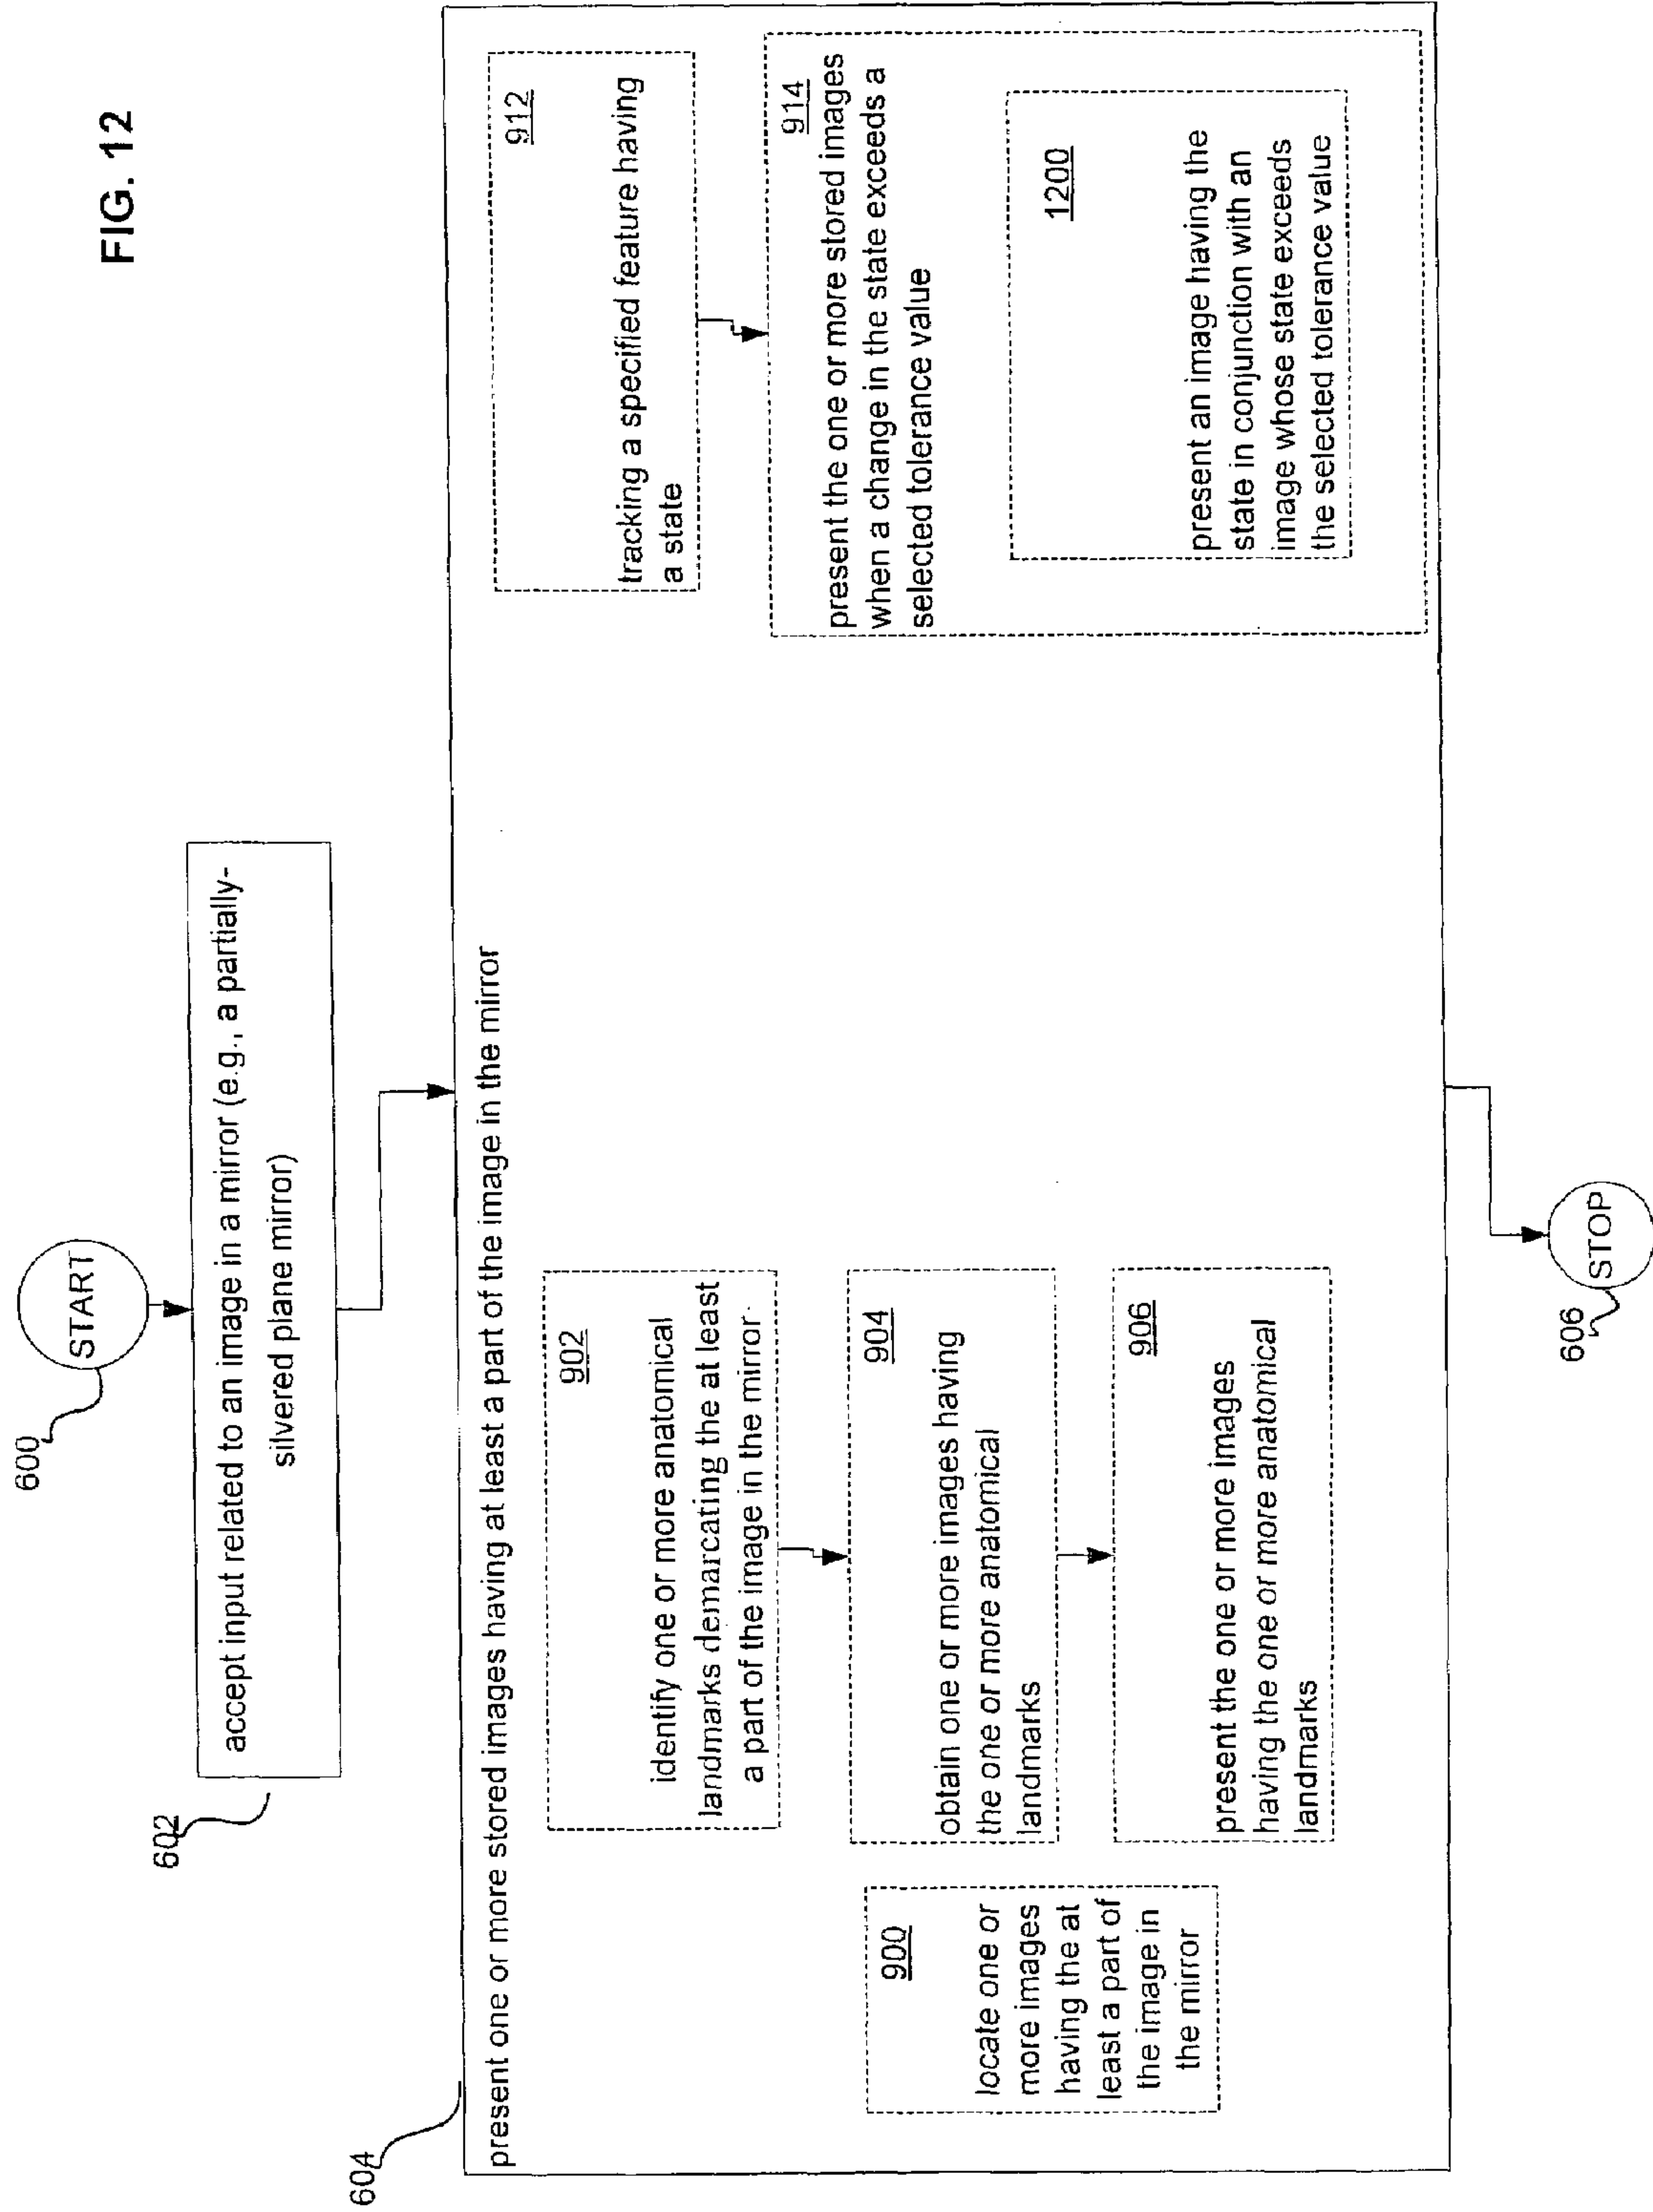 FIG. 12
600
START
602
accept input related to an image in a mirror (e.g., a partially-
silvered plane mirror)
604
present one or more stored images having at least a part of the image in the mirror
900
locate one or
more images
having the at
least a part of
the image in
the mirror
902
identify one or more anatomical
landmarks demarcating the at least
a part of the image in the mirror
904
obtain one or more images having
the one or more anatomical
landmarks
906
present the one or more images
having the one or more anatomical
landmarks
912
tracking a specified feature having
a state
914
present the one or more stored images
when a change in the state exceeds a
selected tolerance value
1200
present an image having the
state in conjunction with an
image whose state exceeds
the selected tolerance value
606
STOP